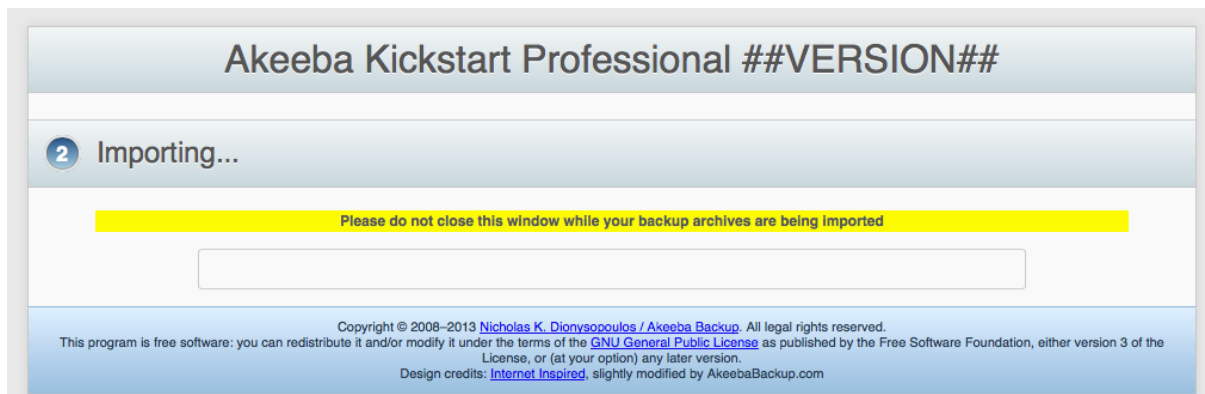 Akeeba Kickstart Professional ##VERSION##
2 Importing...
Please do not close this window while your backup archives are being imported
Copyright © 2008–2013 Nicholas K. Dionysopoulos / Akeeba Backup. All legal rights reserved.
This program is free software: you can redistribute it and/or modify it under the terms of the GNU General Public License as published by the Free Software Foundation, either version 3 of the
License, or (at your option) any later version.
Design credits: Internet Inspired, slightly modified by AkeebaBackup.com